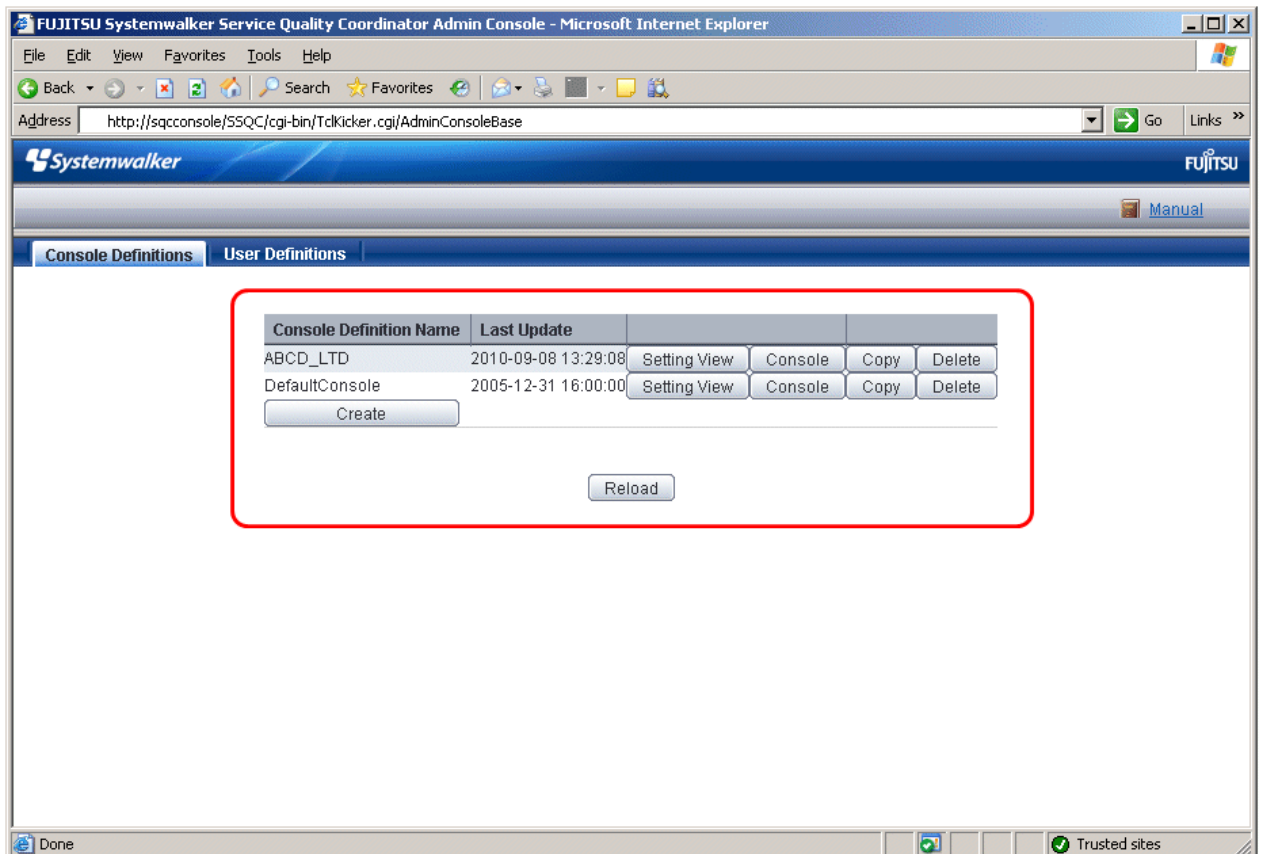 FUJITSU Systemwalker Service Quality Coordinator Admin Console - Microsoft Internet Explorer
File Edit View Favorites Tools Help
Back Search Favorites
Address http://sqcconsole/SSQC/cgi-bin/TclKicker.cgi/AdminConsoleBase Go Links »
Systemwalker FUJITSU
Manual
Console Definitions User Definitions
Console Definition Name Last Update
ABCD_LTD 2010-09-08 13:29:08 Setting View Console Copy Delete
DefaultConsole 2005-12-31 16:00:00 Setting View Console Copy Delete
Create
Reload
Done Trusted sites